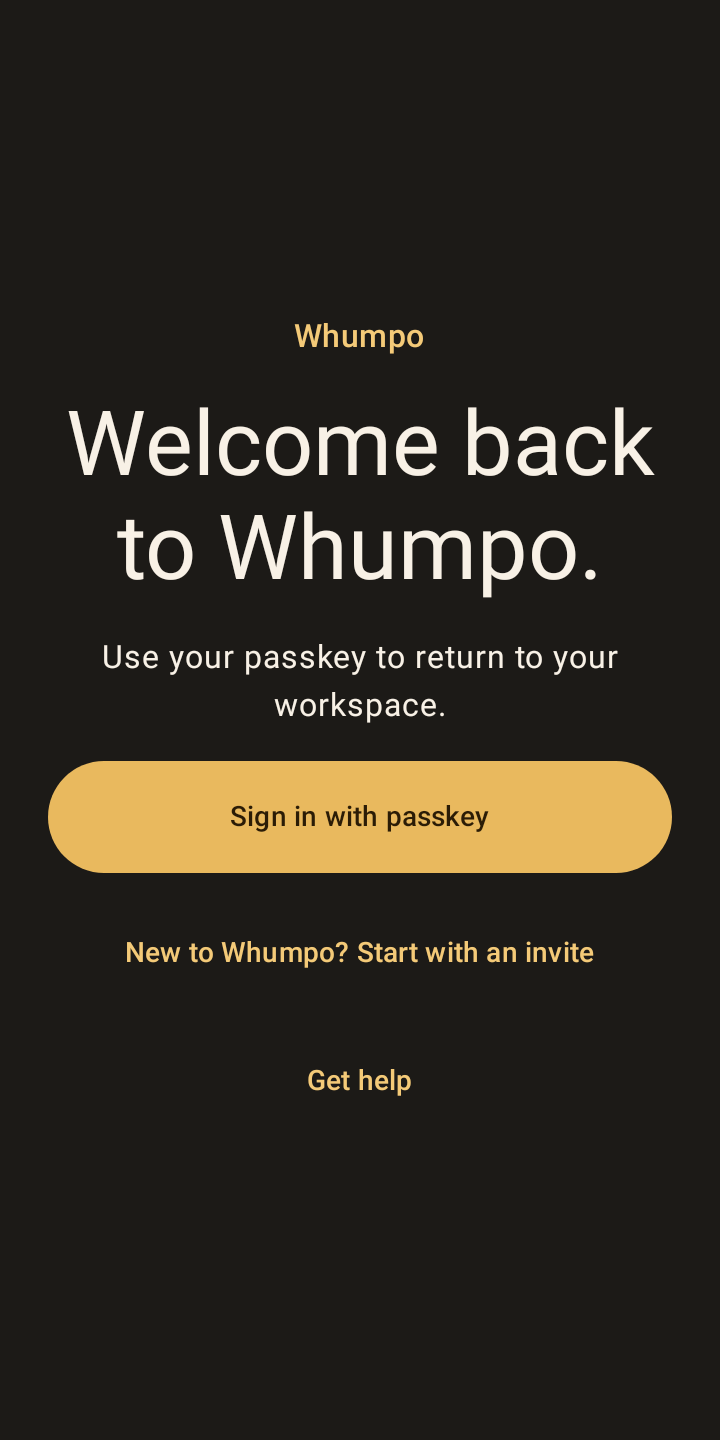 Whumpo
Welcome back
to Whumpo.
Use your passkey to return to your
workspace.
Sign in with passkey
New to Whumpo? Start with an invite
Get help